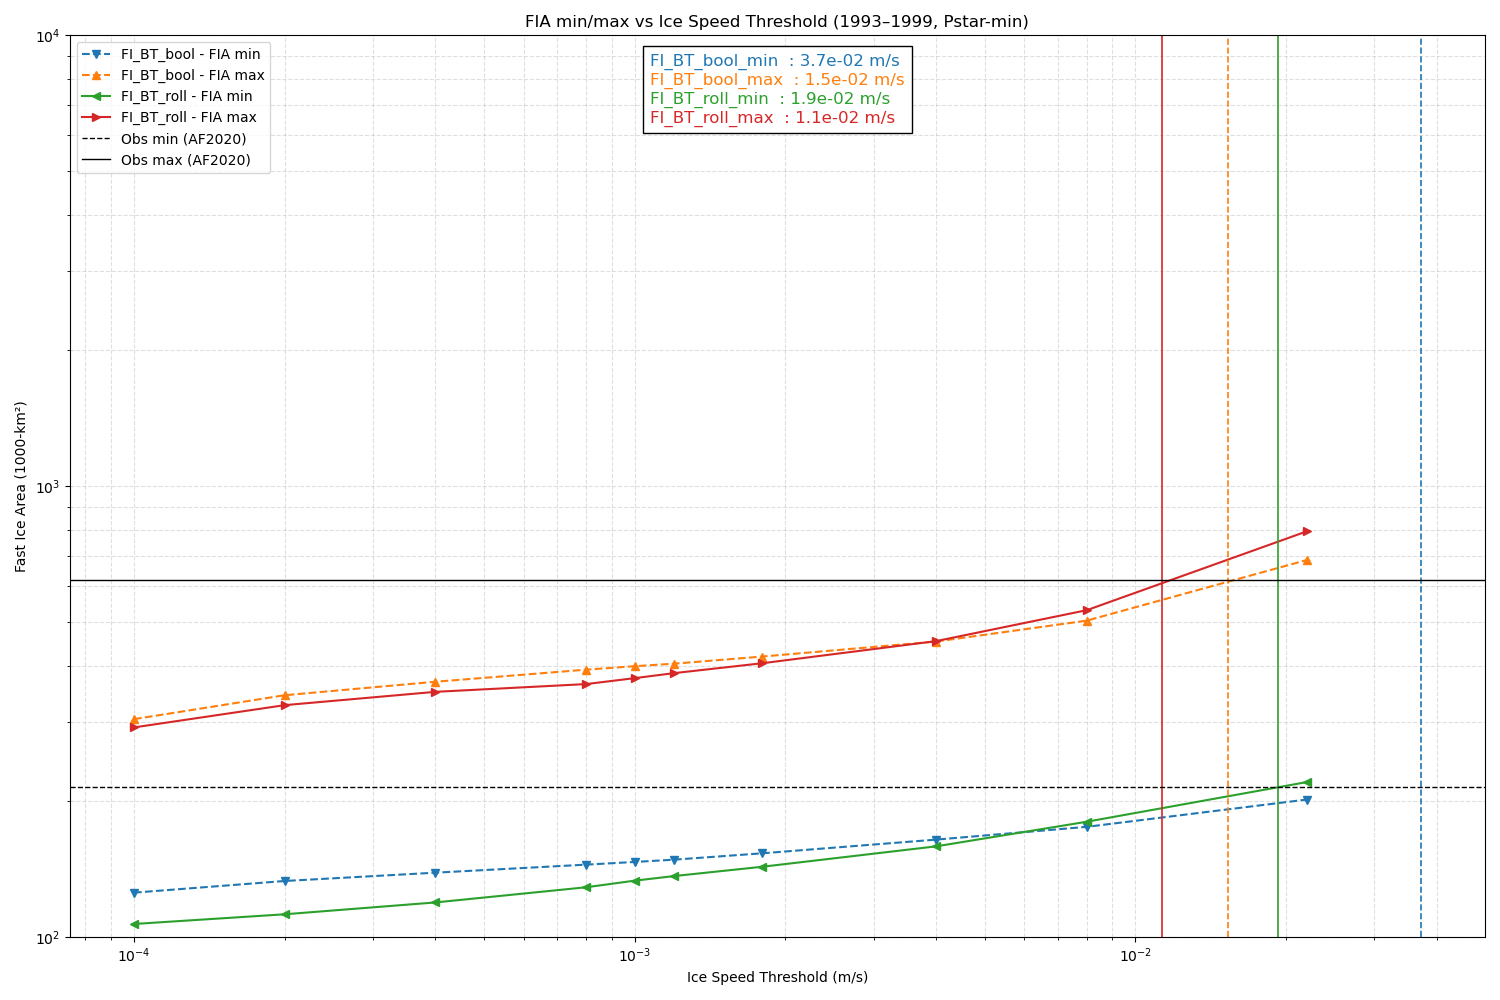 FIA min/max vs Ice Speed Threshold (1993–1999, Pstar-min)
FI_BT_bool - FIA min
FI_BT_bool - FIA max
FI_BT_roll - FIA min
FI_BT_roll - FIA max
Obs min (AF2020)
Obs max (AF2020)
FI_BT_bool_min  : 3.7e-02 m/s
FI_BT_bool_max  : 1.5e-02 m/s
FI_BT_roll_min  : 1.9e-02 m/s
FI_BT_roll_max  : 1.1e-02 m/s
Fast Ice Area (1000-km²)
10⁴
10³
10²
10⁻⁴
10⁻³
10⁻²
Ice Speed Threshold (m/s)